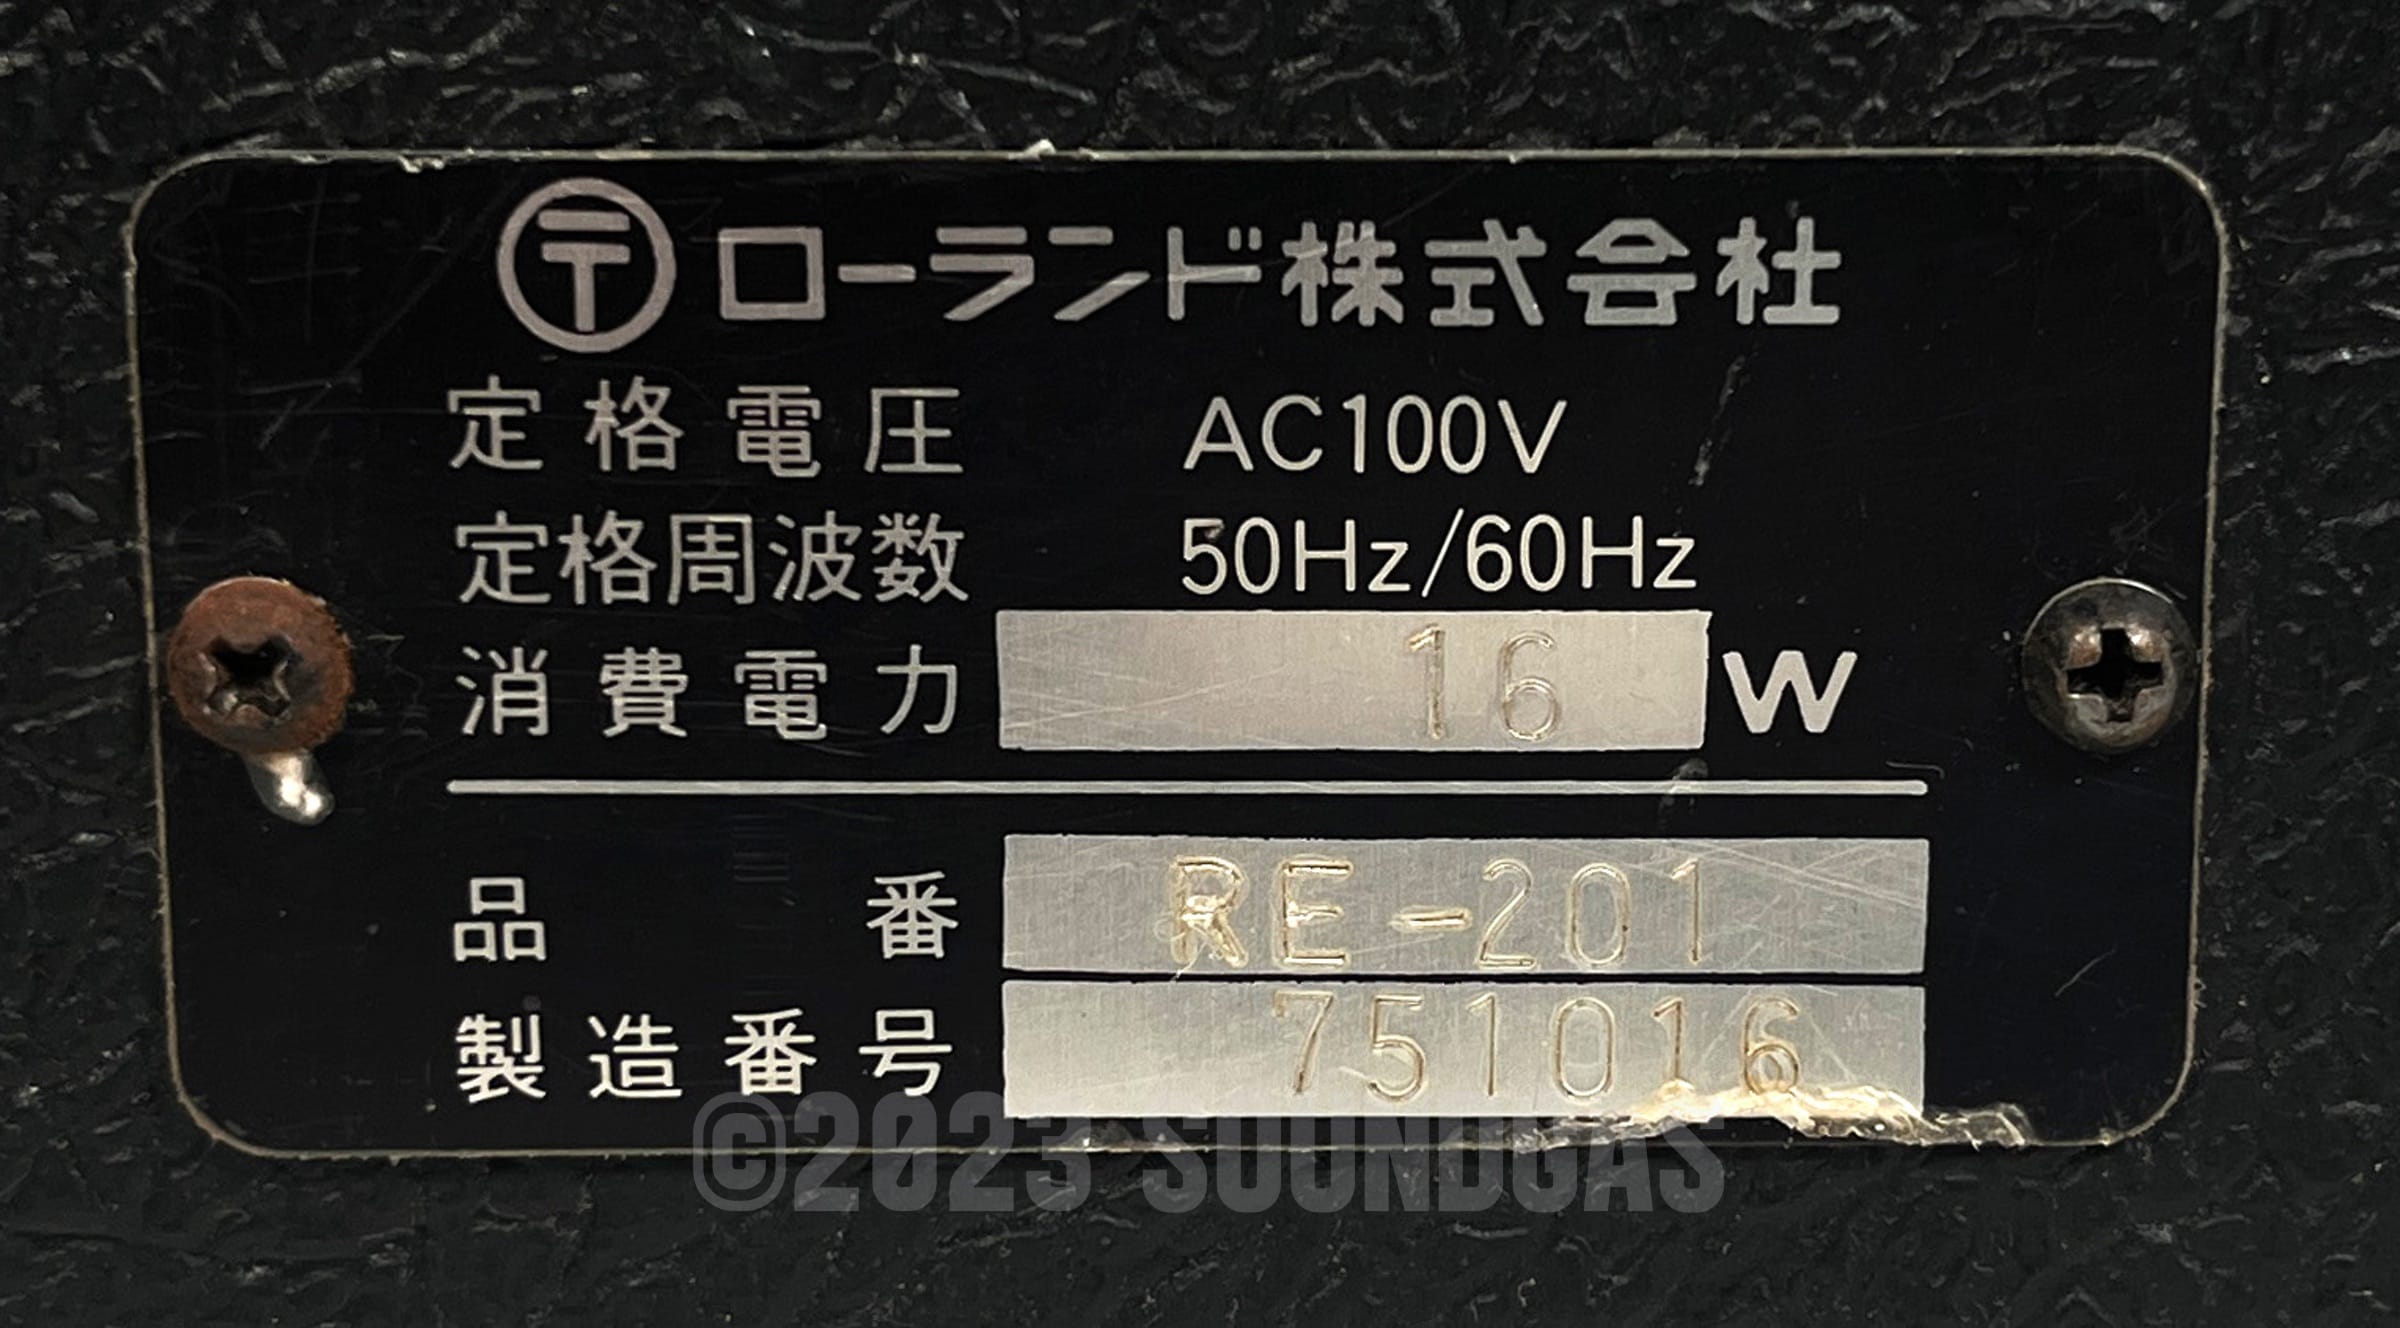 〒ローランド株式会社
定格電圧 AC100V
定格周波数 50Hz/60Hz
消費電力 16 W
品番 RE-201
製造番号 751016
©2023 SOUNDGAS